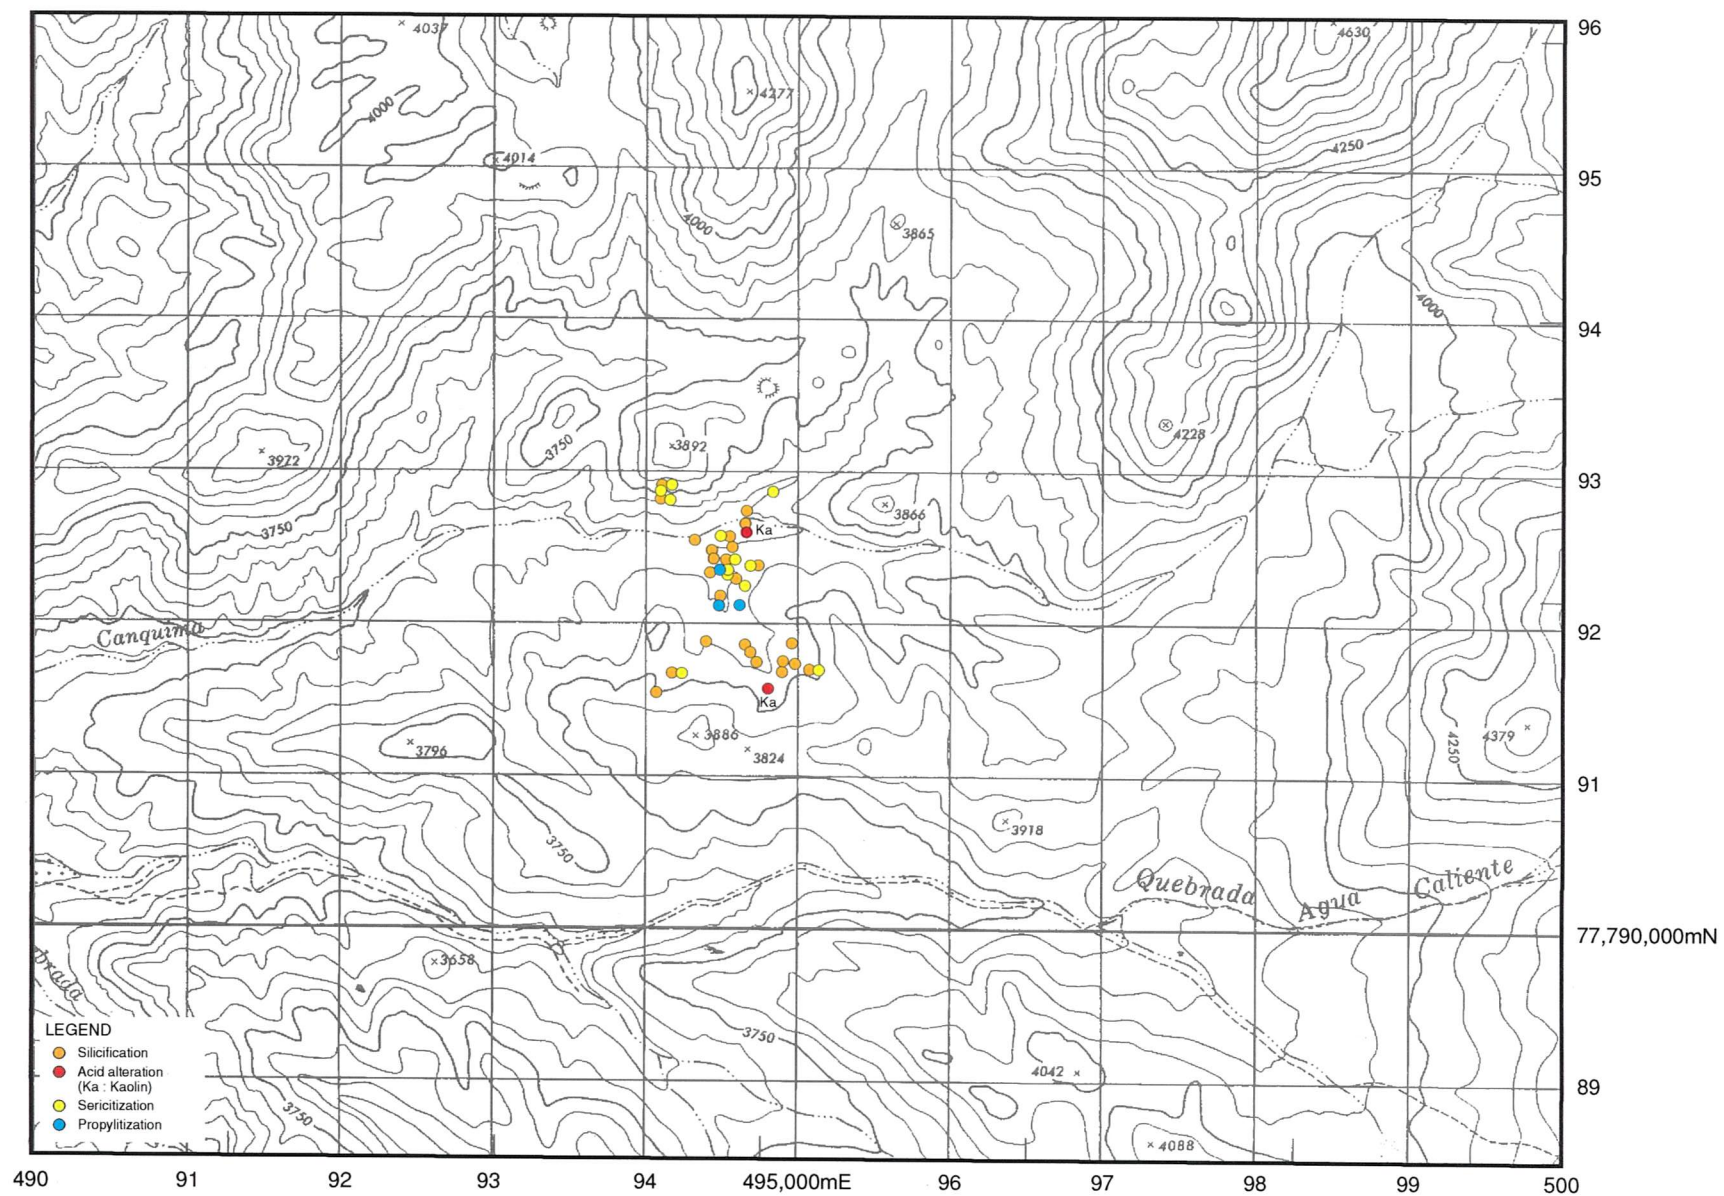 4037
4630
96
4277
4000
4250
4014
95
4000
3865
4000
94
4228
3750
3892
3972
93
3866
3750
Ka
Canquima
92
Ka
3886
4379
3796
3824
4250
91
3918
3750
Quebrada Agua Caliente
77,790,000mN
3658
brada
LEGEND
3750
Silicification
Acid alteration
(Ka : Kaolin)
4042
89
Sericitization
3750
Propylitization
4088
490 91 92 93 94 495,000mE 96 97 98 99 500